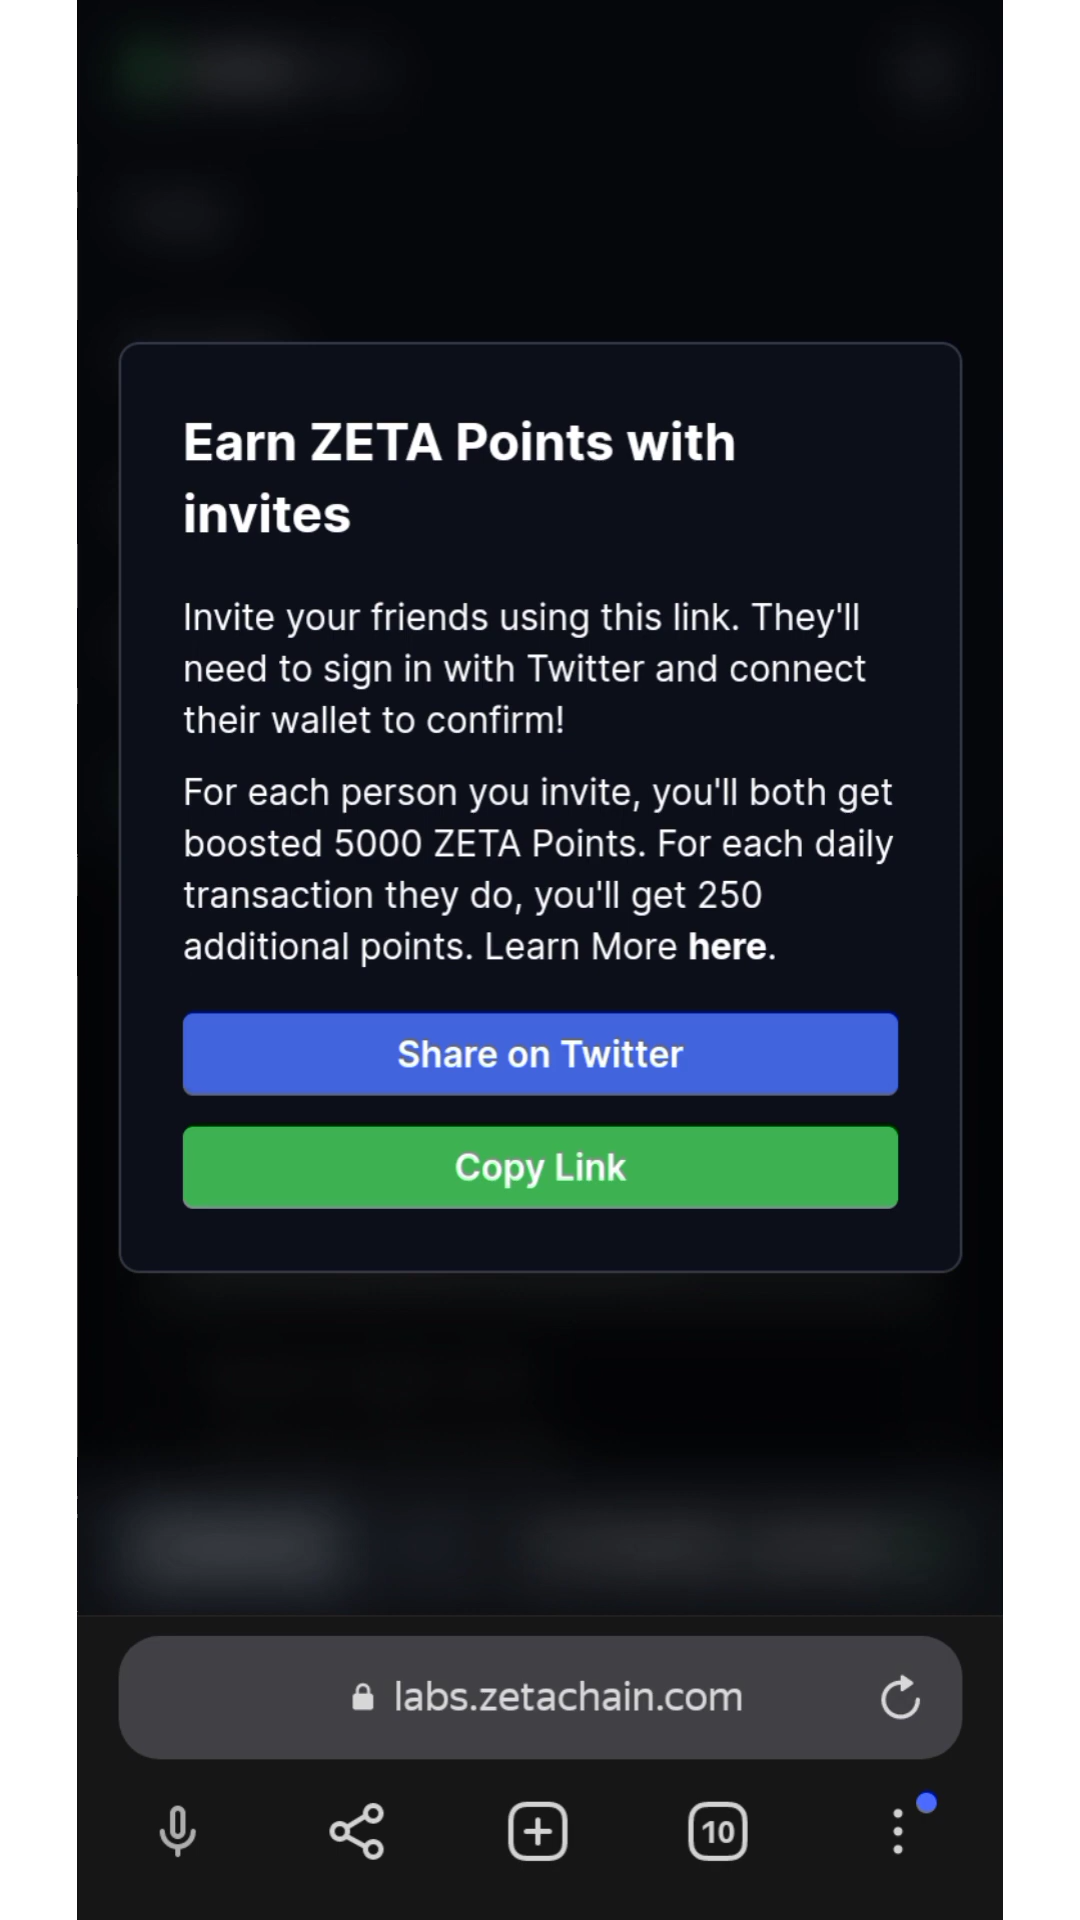 Earn ZETA Points with
invites
Invite your friends using this link. They'll
need to sign in with Twitter and connect
their wallet to confirm!
For each person you invite, you'll both get
boosted 5000 ZETA Points. For each daily
transaction they do, you'll get 250
additional points. Learn More here.
Share on Twitter
Copy Link
labs.zetachain.com
10